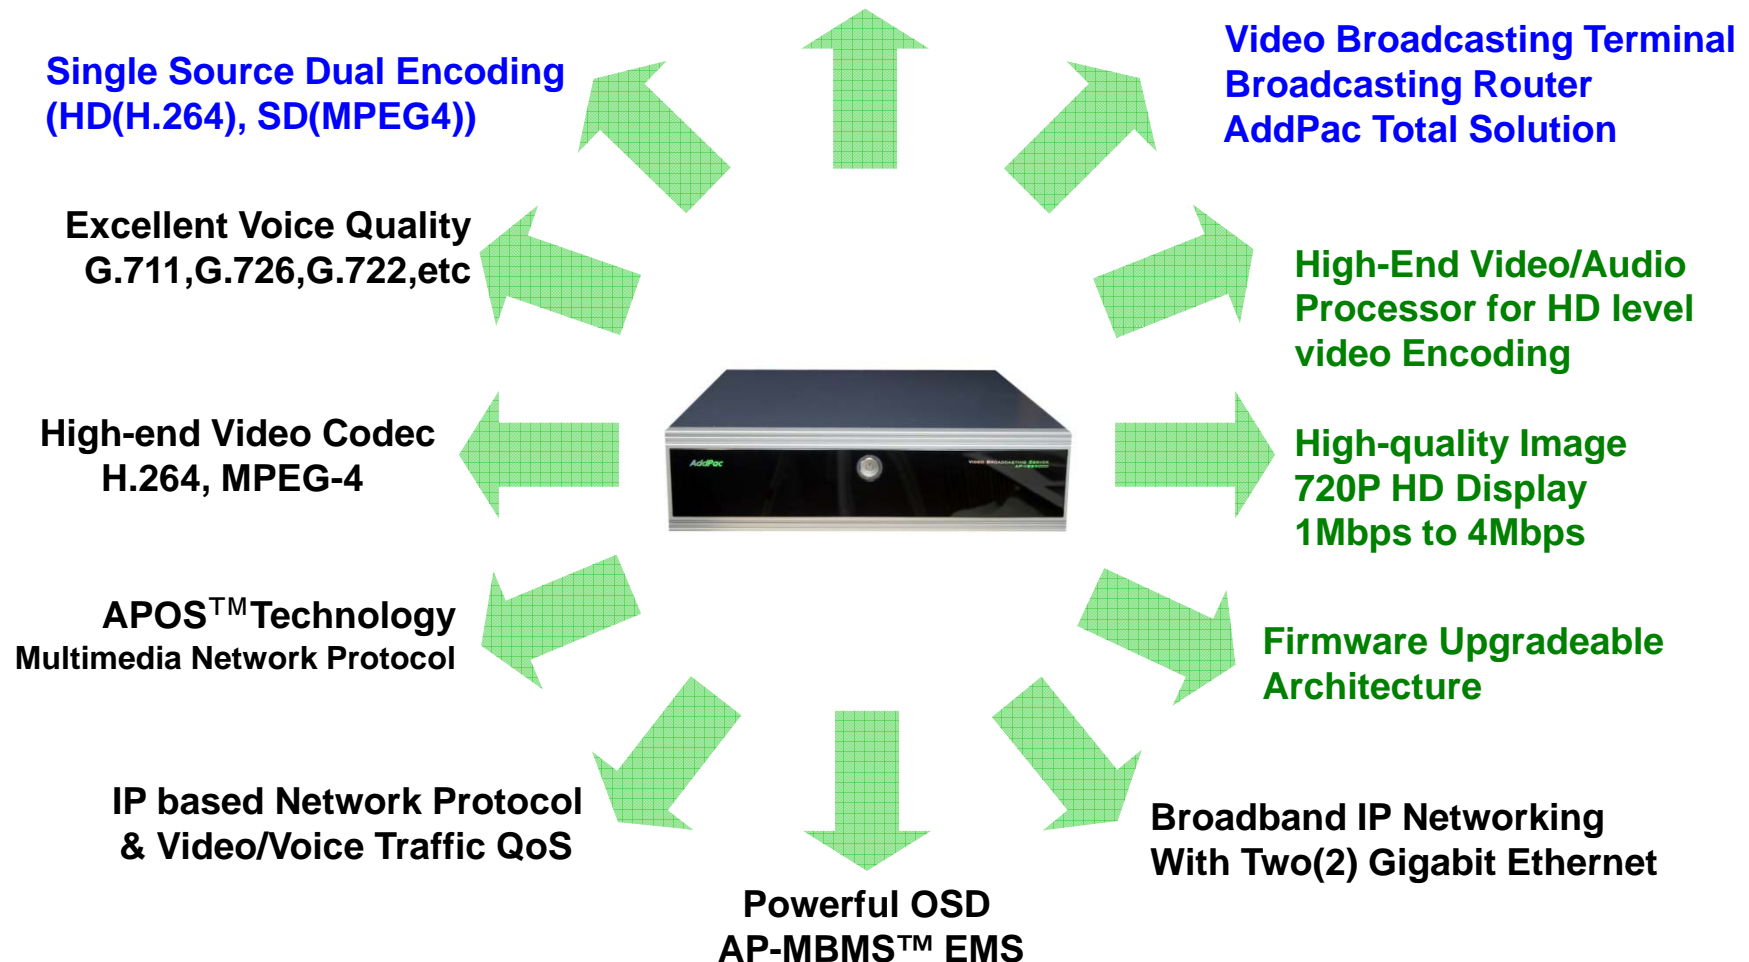 Single Source Dual Encoding
(HD(H.264), SD(MPEG4))
Video Broadcasting Terminal
Broadcasting Router
AddPac Total Solution
Excellent Voice Quality
G.711,G.726,G.722,etc
High-End Video/Audio
Processor for HD level
video Encoding
High-end Video Codec
H.264, MPEG-4
AddPac
Video Broadcasting Server
High-quality Image
720P HD Display
1Mbps to 4Mbps
APOS™Technology
Multimedia Network Protocol
Firmware Upgradeable
Architecture
IP based Network Protocol
& Video/Voice Traffic QoS
Broadband IP Networking
With Two(2) Gigabit Ethernet
Powerful OSD
AP-MBMS™ EMS